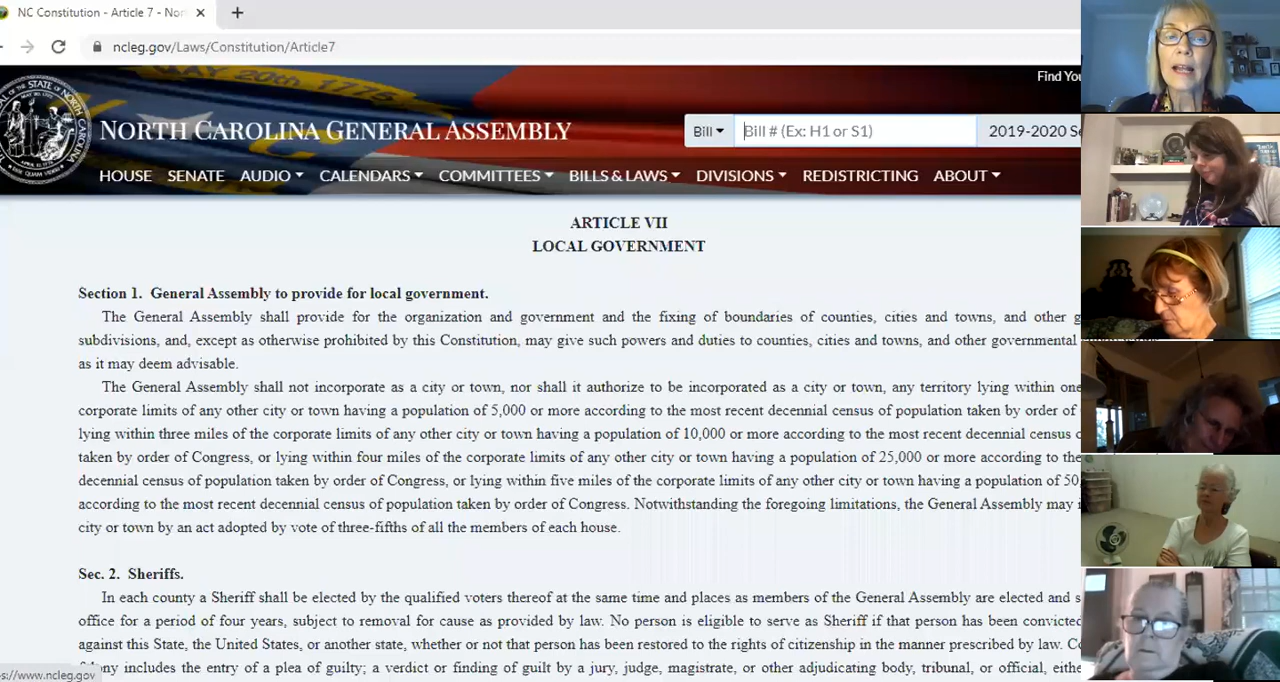 NC Constitution - Article 7 - Nor
ncleg.gov/Laws/Constitution/Article7
MAY 20th 1775
Find You
NORTH CAROLINA GENERAL ASSEMBLY
Bill
Bill # (Ex: H1 or S1)
2019-2020 Se
HOUSE SENATE AUDIO CALENDARS COMMITTEES BILLS & LAWS DIVISIONS REDISTRICTING ABOUT
ARTICLE VII
LOCAL GOVERNMENT
Section 1. General Assembly to provide for local government.
The General Assembly shall provide for the organization and government and the fixing of boundaries of counties, cities and towns, and other g
subdivisions, and, except as otherwise prohibited by this Constitution, may give such powers and duties to counties, cities and towns, and other governmental
as it may deem advisable.
The General Assembly shall not incorporate as a city or town, nor shall it authorize to be incorporated as a city or town, any territory lying within one
corporate limits of any other city or town having a population of 5,000 or more according to the most recent decennial census of population taken by order of
lying within three miles of the corporate limits of any other city or town having a population of 10,000 or more according to the most recent decennial census o
taken by order of Congress, or lying within four miles of the corporate limits of any other city or town having a population of 25,000 or more according to the
decennial census of population taken by order of Congress, or lying within five miles of the corporate limits of any other city or town having a population of 50,
according to the most recent decennial census of population taken by order of Congress. Notwithstanding the foregoing limitations, the General Assembly may i
city or town by an act adopted by vote of three-fifths of all the members of each house.
Sec. 2. Sheriffs.
In each county a Sheriff shall be elected by the qualified voters thereof at the same time and places as members of the General Assembly are elected and s
office for a period of four years, subject to removal for cause as provided by law. No person is eligible to serve as Sheriff if that person has been convicted
against this State, the United States, or another state, whether or not that person has been restored to the rights of citizenship in the manner prescribed by law. Co
felony includes the entry of a plea of guilty; a verdict or finding of guilt by a jury, judge, magistrate, or other adjudicating body, tribunal, or official, eithe
s://www.ncleg.gov